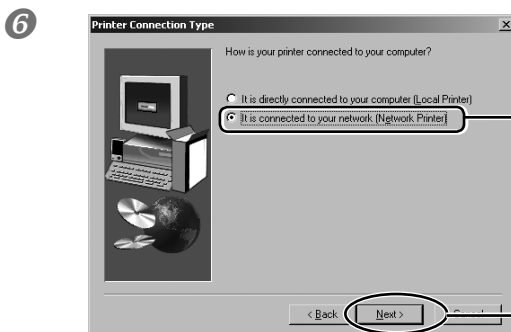 6
Printer Connection Type
How is your printer connected to your computer?
It is directly connected to your computer (Local Printer)
It is connected to your network (Network Printer)
< Back Next > Cancel